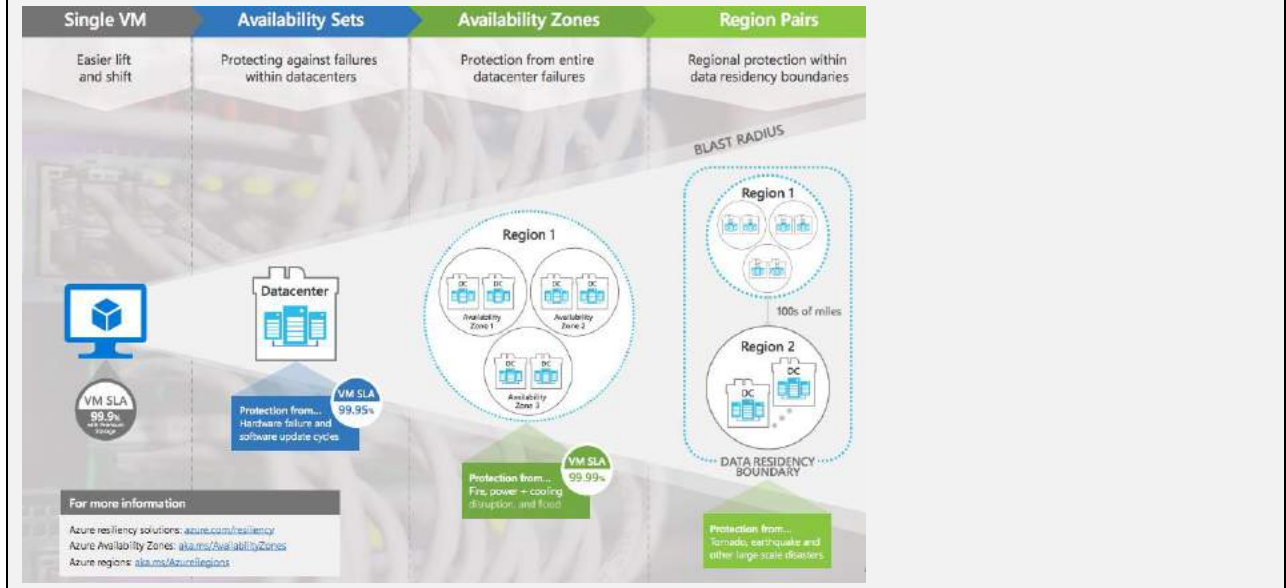 Single VM
Availability Sets
Availability Zones
Region Pairs
Easier lift
and shift
Protecting against failures
within datacenters
Protection from entire
datacenter failures
Regional protection within
data residency boundaries
BLAST RADIUS
Region 1
DC
DC
Availability
Zone 1
DC
DC
Availability
Zone 2
DC
DC
Availability
Zone 3
Region 1
100s of miles
Region 2
DC
DC
DATA RESIDENCY
BOUNDARY
Datacenter
VM SLA
99.9%
with Premium
Storage
VM SLA
99.95%
Protection from...
Hardware failure and
software update cycles
VM SLA
99.99%
Protection from...
Fire, power + cooling
disruption, and flood
Protection from...
Tornado, earthquake and
other large scale disasters
For more information
Azure resiliency solutions: azure.com/resiliency
Azure Availability Zones: aka.ms/AvailabilityZones
Azure regions: aka.ms/AzureRegions